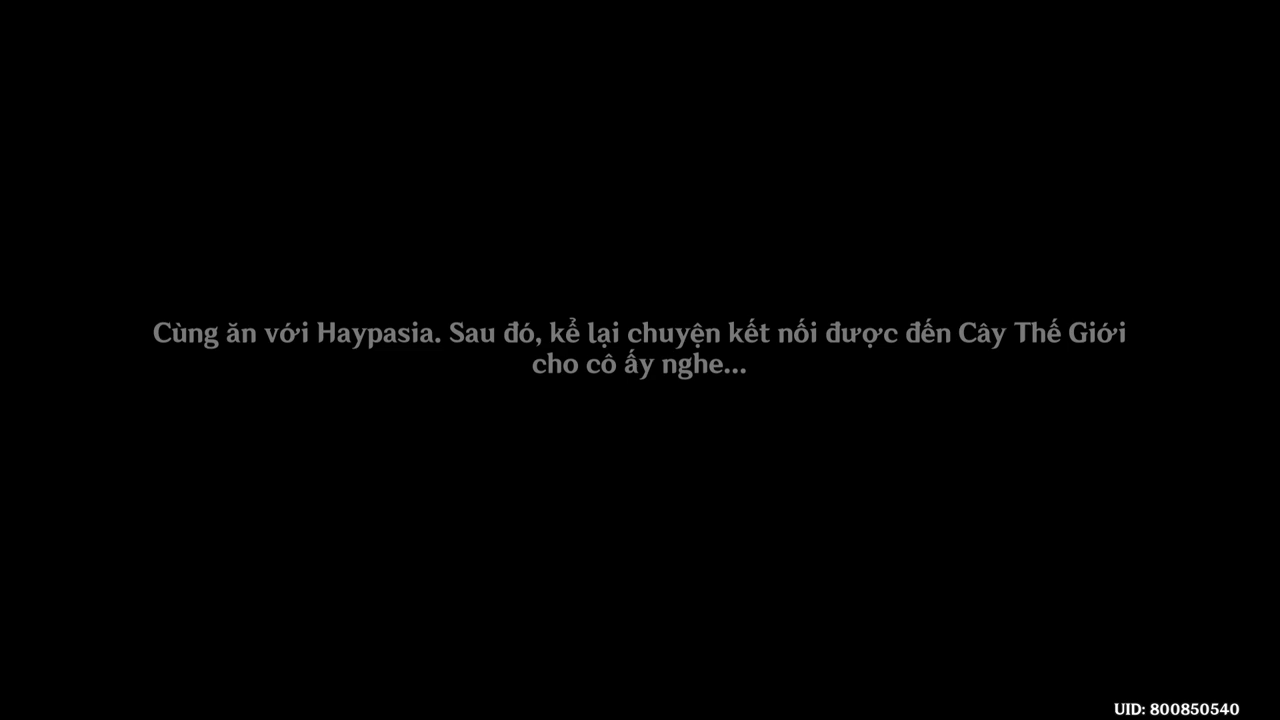 Cùng ăn với Haypasia. Sau đó, kể lại chuyện kết nối được đến Cây Thế Giới
cho cô ấy nghe...
UID: 800850540